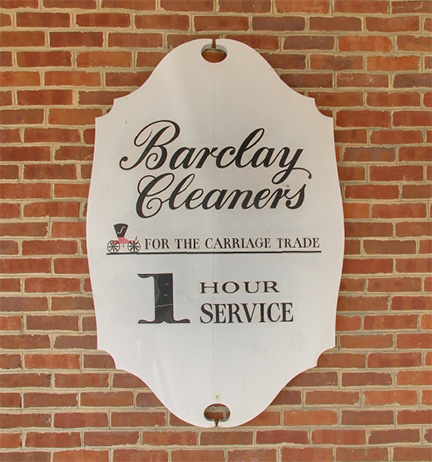 Barclay
Cleaners
FOR THE CARRIAGE TRADE
1 HOUR
SERVICE